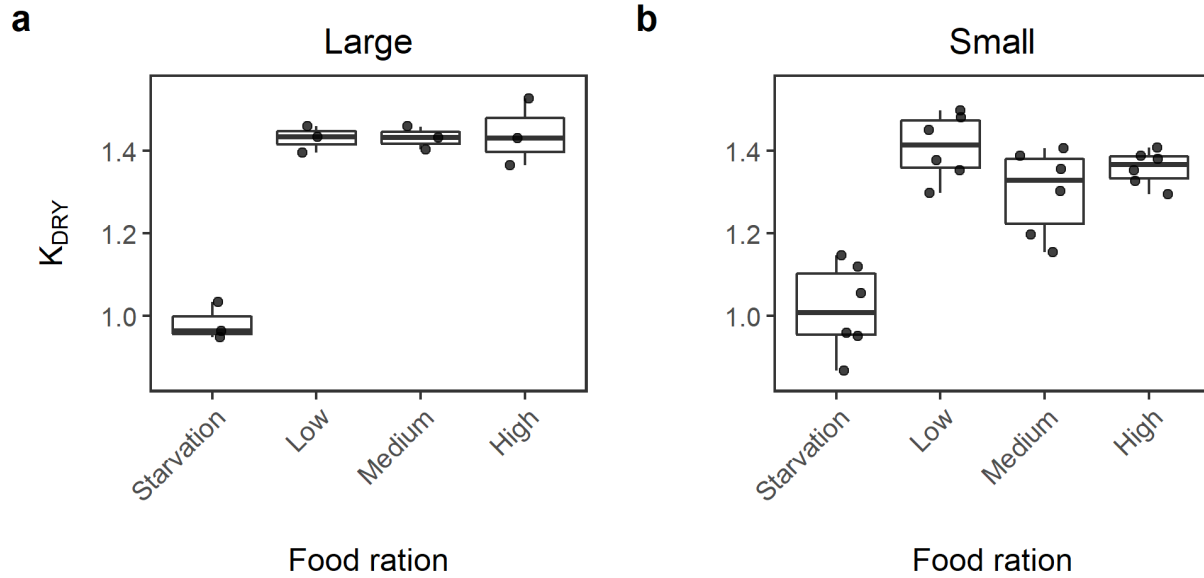 a
Large
K_DRY
1.4
1.2
1.0
Starvation
Low
Medium
High
Food ration
b
Small
1.4
1.2
1.0
Starvation
Low
Medium
High
Food ration